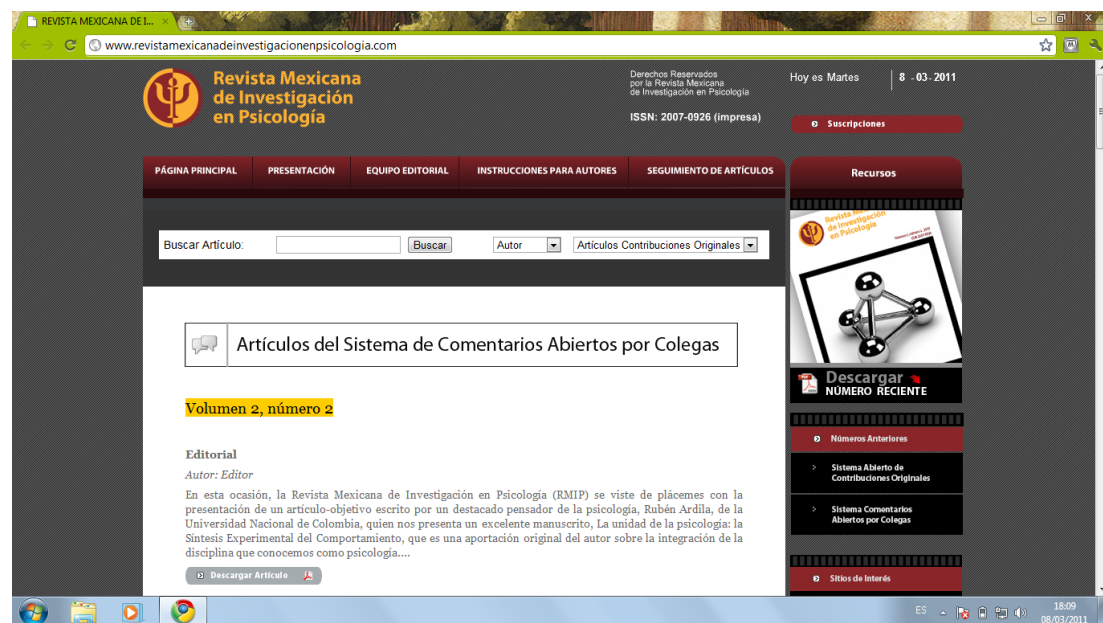 REVISTA MEXICANA DE I...
www.revistamexicanadeinvestigacionenpsicologia.com
Revista Mexicana
de Investigación
en Psicología
Derechos Reservados
por la Revista Mexicana
de Investigación en Psicología
ISSN: 2007-0926 (impresa)
Hoy es Martes 8 - 03- 2011
Suscripciones
PÁGINA PRINCIPAL PRESENTACIÓN EQUIPO EDITORIAL INSTRUCCIONES PARA AUTORES SEGUIMIENTO DE ARTÍCULOS
Recursos
Buscar Artículo: Buscar Autor Artículos Contribuciones Originales
Revista
de Investigación
en Psicología
Artículos del Sistema de Comentarios Abiertos por Colegas
Descargar
NÚMERO RECIENTE
Volumen 2, número 2
Editorial
Autor: Editor
En esta ocasión, la Revista Mexicana de Investigación en Psicología (RMIP) se viste de plácemes con la
presentación de un artículo-objetivo escrito por un destacado pensador de la psicología, Rubén Ardila, de la
Universidad Nacional de Colombia, quien nos presenta un excelente manuscrito, La unidad de la psicología: la
Síntesis Experimental del Comportamiento, que es una aportación original del autor sobre la integración de la
disciplina que conocemos como psicología....
Descargar Artículo
Números Anteriores
Sistema Abierto de
Contribuciones Originales
Sistema Comentarios
Abiertos por Colegas
Sitios de Interés
ES
18:09
08/03/2011